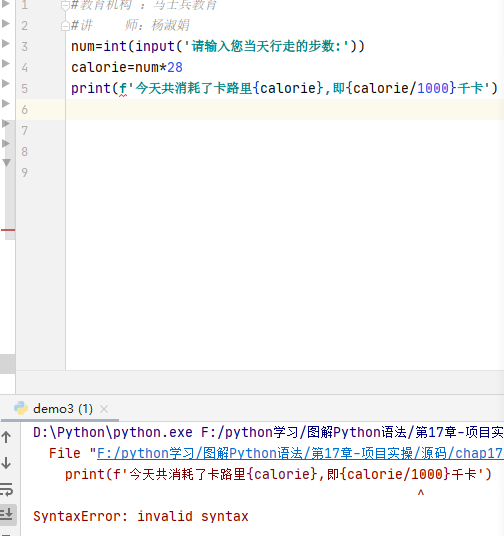 1 #教育机构 ：马士兵教育
2 #讲    师：杨淑娟
3 num=int(input('请输入您当天行走的步数:'))
4 calorie=num*28
5 print(f'今天共消耗了卡路里{calorie},即{calorie/1000}千卡')
6
7
8
9
demo3 (1) ×
D:\Python\python.exe F:/python学习/图解Python语法/第17章-项目实
File "F:/python学习/图解Python语法/第17章-项目实操/源码/chap17
print(f'今天共消耗了卡路里{calorie},即{calorie/1000}千卡')
^
SyntaxError: invalid syntax